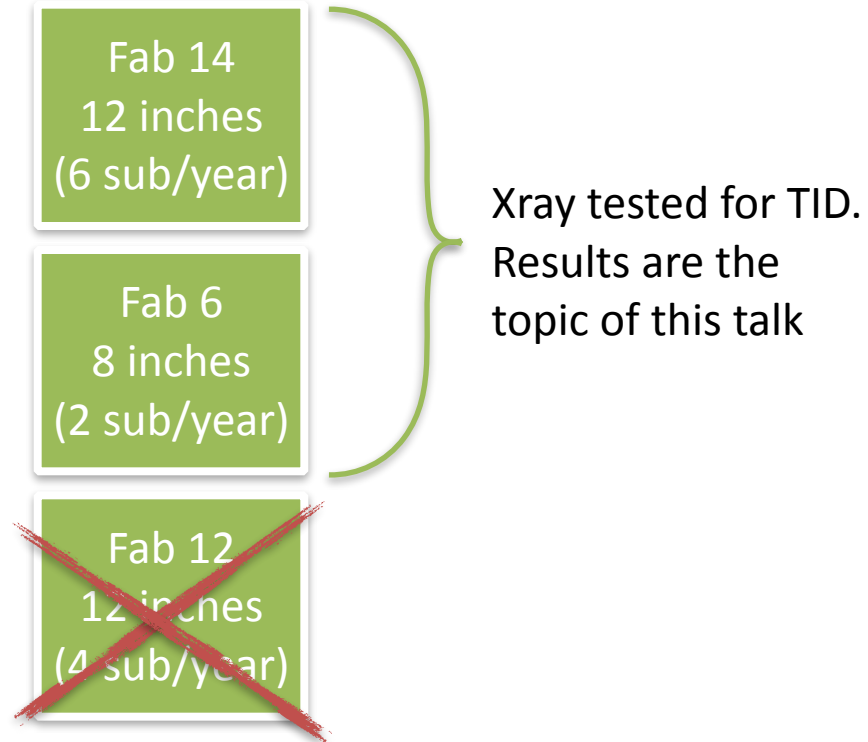 Fab 14
12 inches
(6 sub/year)
Xray tested for TID.
Results are the
topic of this talk
Fab 6
8 inches
(2 sub/year)
Fab 12
12 inches
(4 sub/year)